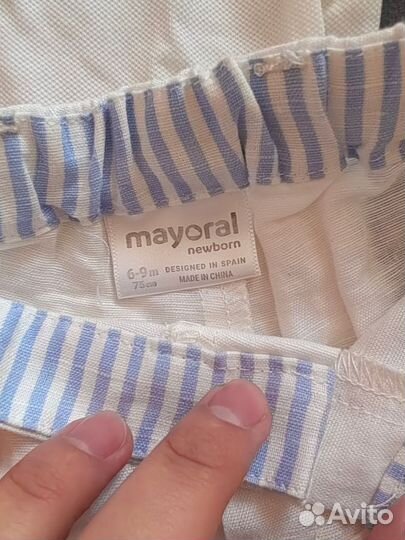 mayoral
newborn
6-9m DESIGNED IN SPAIN
75cm MADE IN CHINA
Avito